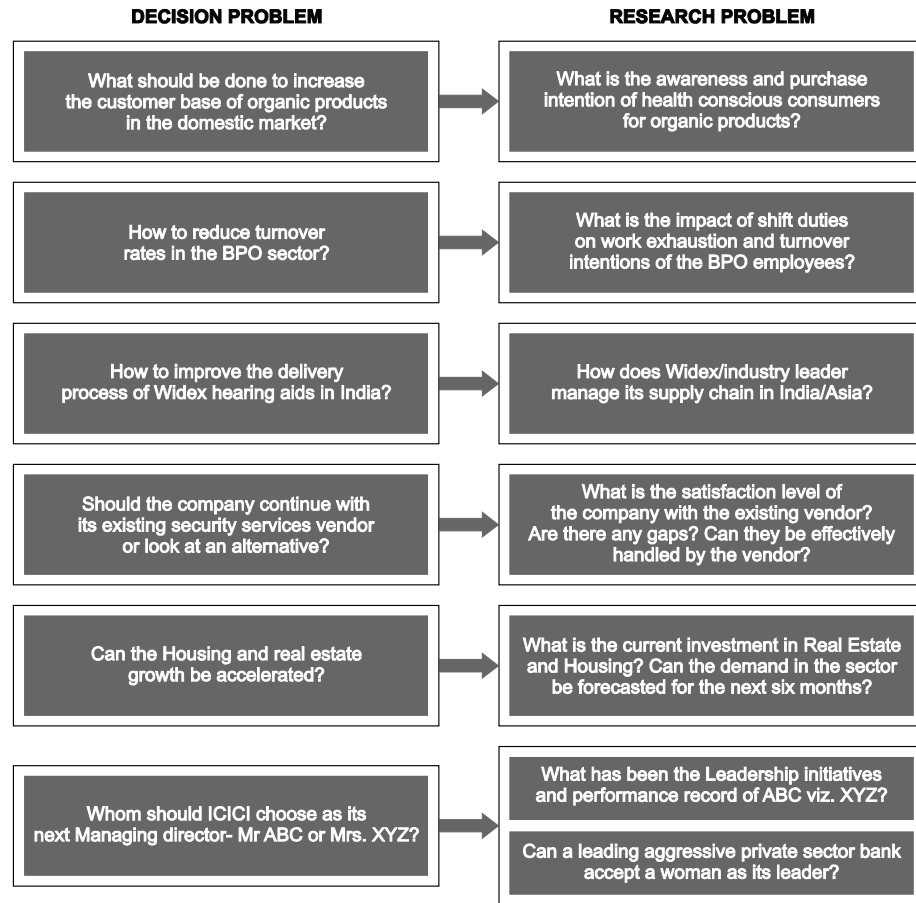 DECISION PROBLEM
RESEARCH PROBLEM
What should be done to increase
the customer base of organic products
in the domestic market?
What is the awareness and purchase
intention of health conscious consumers
for organic products?
How to reduce turnover
rates in the BPO sector?
What is the impact of shift duties
on work exhaustion and turnover
intentions of the BPO employees?
How to improve the delivery
process of Widex hearing aids in India?
How does Widex/industry leader
manage its supply chain in India/Asia?
Should the company continue with
its existing security services vendor
or look at an alternative?
What is the satisfaction level of
the company with the existing vendor?
Are there any gaps? Can they be effectively
handled by the vendor?
Can the Housing and real estate
growth be accelerated?
What is the current investment in Real Estate
and Housing? Can the demand in the sector
be forecasted for the next six months?
Whom should ICICI choose as its
next Managing director- Mr ABC or Mrs. XYZ?
What has been the Leadership initiatives
and performance record of ABC viz. XYZ?
Can a leading aggressive private sector bank
accept a woman as its leader?